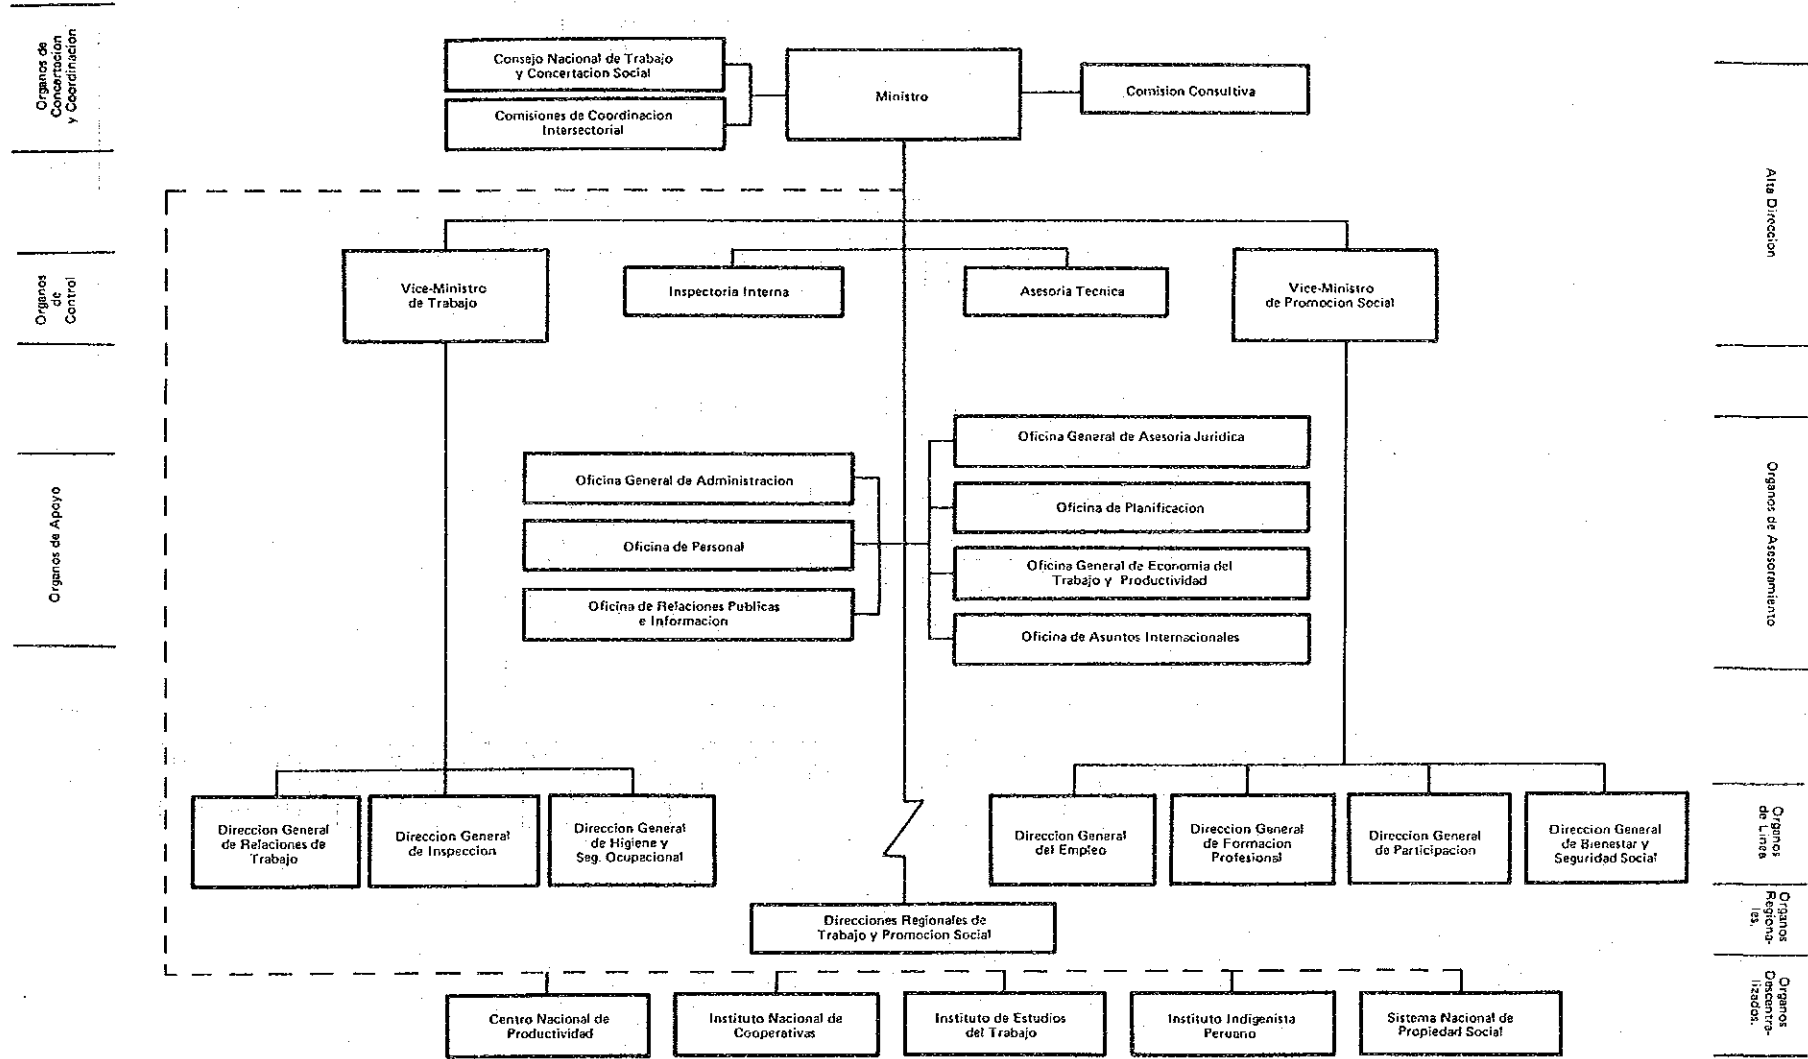 Organos de
Concertacion
y Coordinacion
Consejo Nacional de Trabajo
y Concertacion Social
Comisiones de Coordinacion
Intersectorial
Ministro
Comision Consultiva
Alta Direccion
Organos
de
Control
Vice-Ministro
de Trabajo
Inspectoria Interna
Asesoria Tecnica
Vice-Ministro
de Promocion Social
Organos de Apoyo
Oficina General de Administracion
Oficina de Personal
Oficina de Relaciones Publicas
e Informacion
Oficina General de Asesoria Juridica
Oficina de Planificacion
Oficina General de Economia del
Trabajo y Productividad
Oficina de Asuntos Internacionales
Organos de Asesoramiento
Direccion General
de Relaciones de
Trabajo
Direccion General
de Inspeccion
Direccion General
de Higiene y
Seg. Ocupacional
Direccion General
del Empleo
Direccion General
de Formacion
Profesional
Direccion General
de Participacion
Direccion General
de Bienestar y
Seguridad Social
Organos
de Linea
Direcciones Regionales de
Trabajo y Promocion Social
Organos
Regiona-
les.
Centro Nacional de
Productividad
Instituto Nacional de
Cooperativas
Instituto de Estudios
del Trabajo
Instituto Indigenista
Peruano
Sistema Nacional de
Propiedad Social
Organos
Descentra-
lizados.